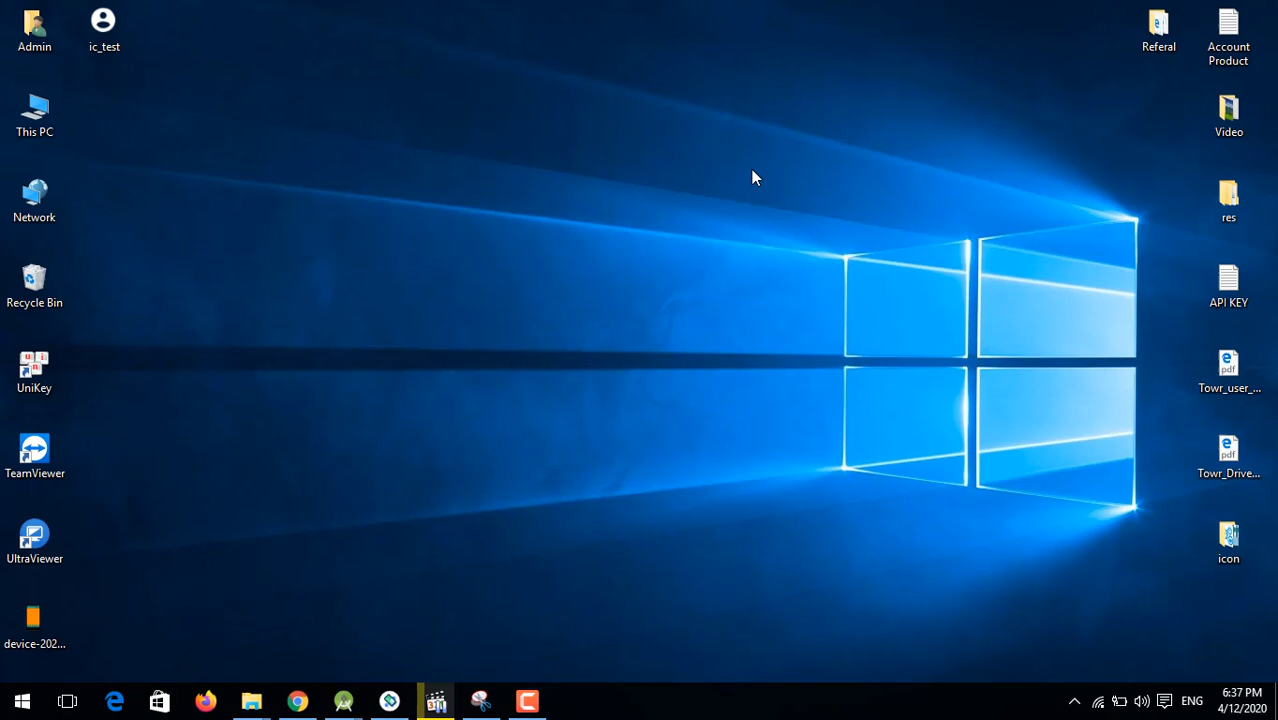 Admin
ic_test
Referal
Account
Product
This PC
Video
Network
res
Recycle Bin
API KEY
UniKey
Towr_user_...
TeamViewer
Towr_Drive...
UltraViewer
icon
device-202...
ENG
6:37 PM
4/12/2020